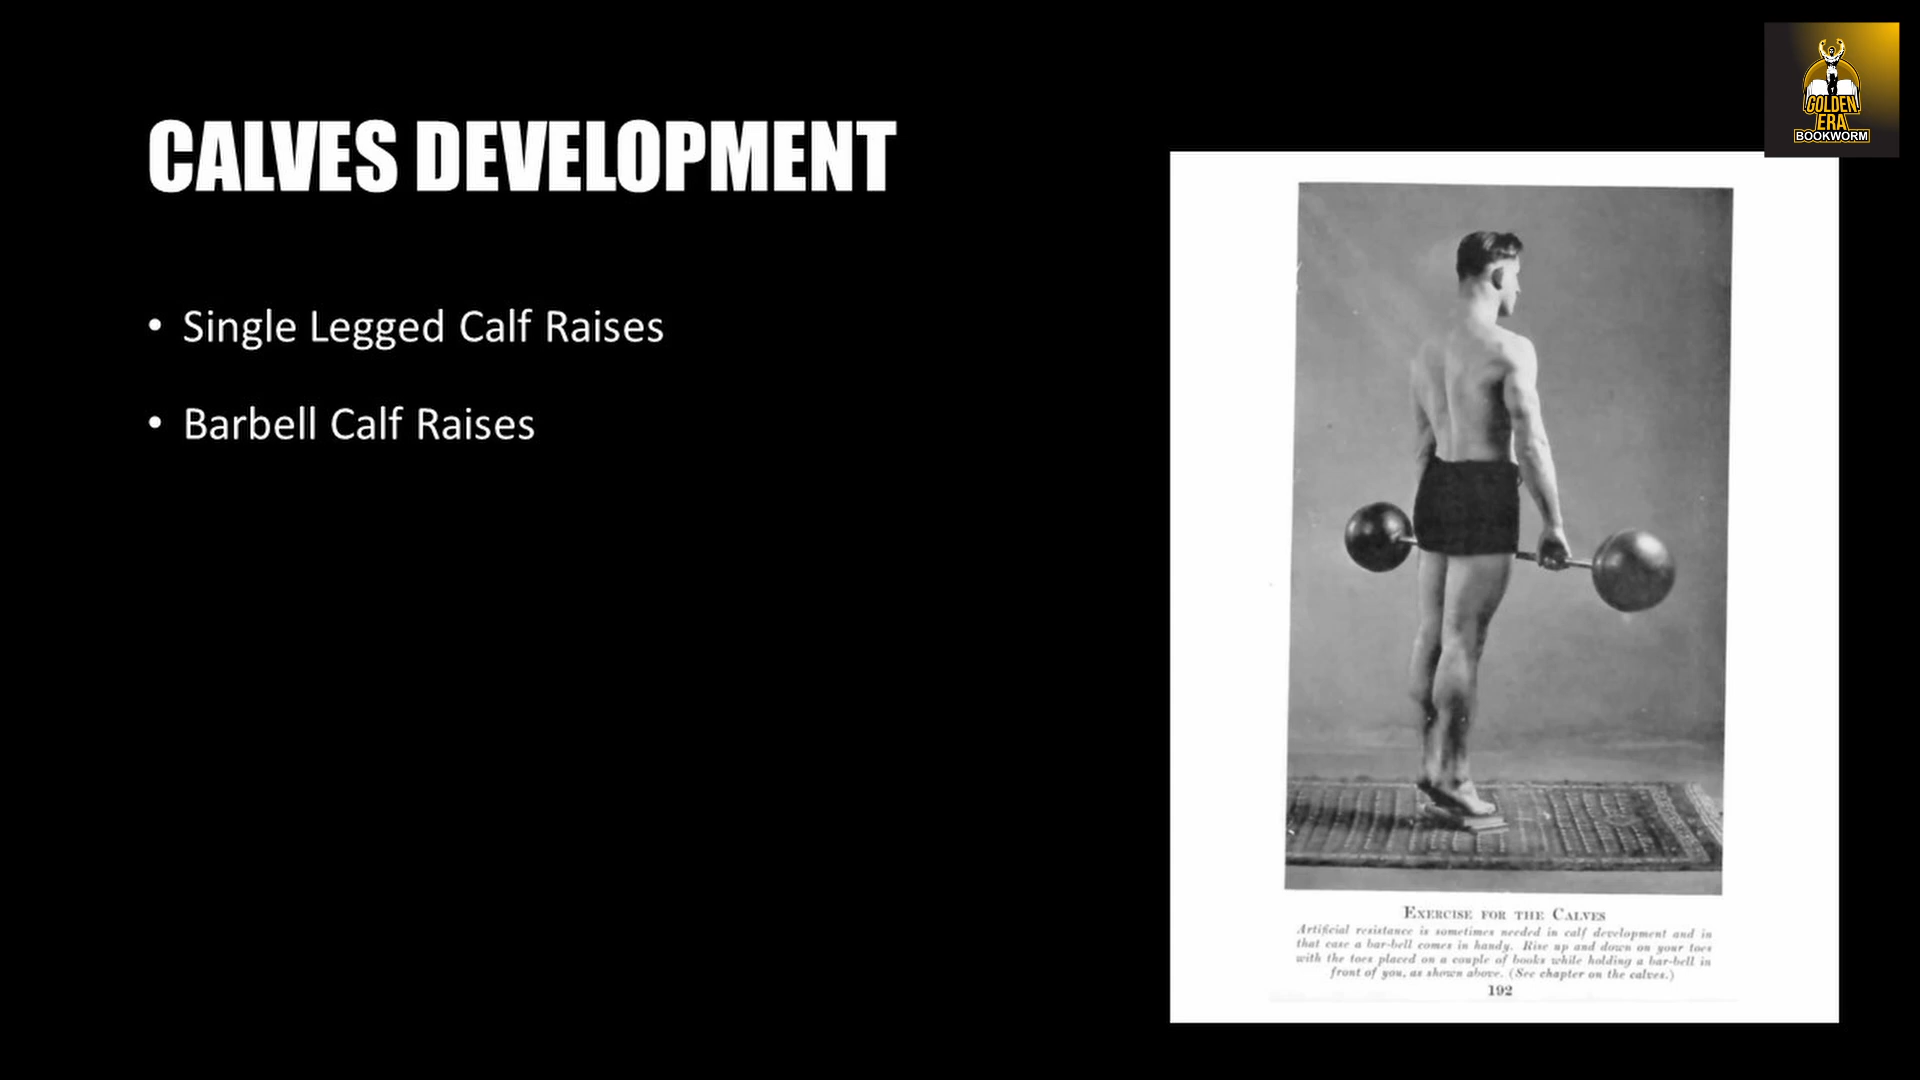 GOLDEN
ERA
BOOKWORM
CALVES DEVELOPMENT
• Single Legged Calf Raises
• Barbell Calf Raises
EXERCISE FOR THE CALVES
Artificial resistance is sometimes needed in calf development and in
that case a bar-bell comes in handy. Rise up and down on your toes
with the toes placed on a couple of books while holding a bar-bell in
front of you, as shown above. (See chapter on the calves.)
192